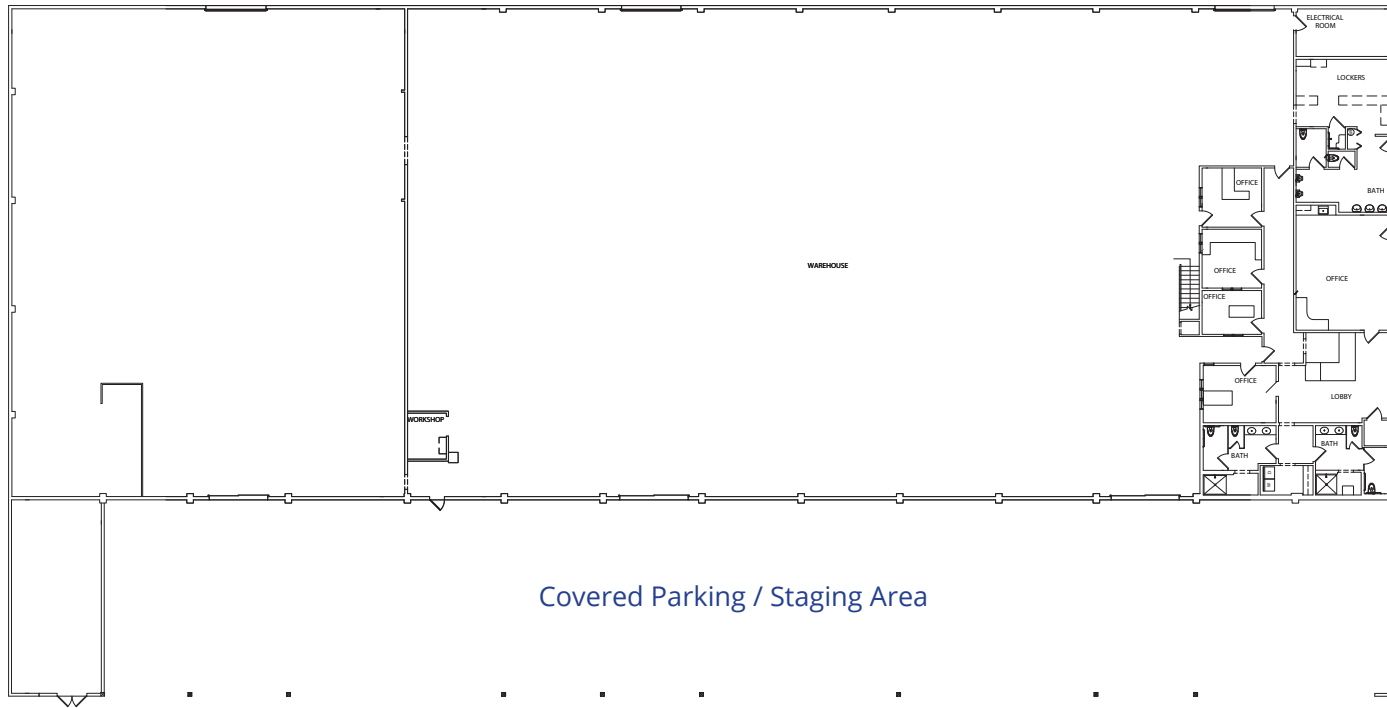 ELECTRICAL
ROOM
LOCKERS
OFFICE
BATH
WAREHOUSE
OFFICE
OFFICE
OFFICE
OFFICE
LOBBY
WORKSHOP
BATH
BATH
Covered Parking / Staging Area